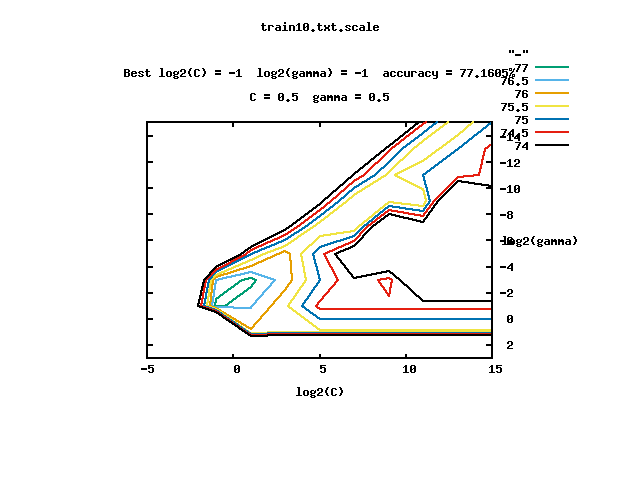 train10.txt.scale
"-"
Best log2(C) = -1 log2(gamma) = -1 accuracy = 77.1605%
77
76.5
C = 0.5 gamma = 0.5
76
75.5
75
74.5
-14
74
-12
-10
-8
-6
log2(gamma)
-4
-2
0
2
-5 0 5 10 15
log2(C)